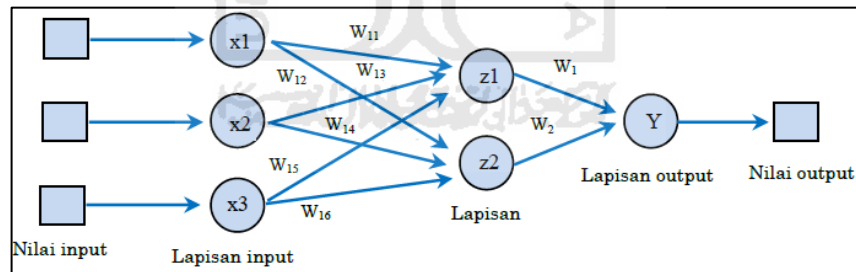 x1
x2
x3
W₁₁
W₁₂
W₁₃
W₁₄
W₁₅
W₁₆
z1
z2
W₁
W₂
Y
Nilai input
Lapisan input
Lapisan
Lapisan output
Nilai output